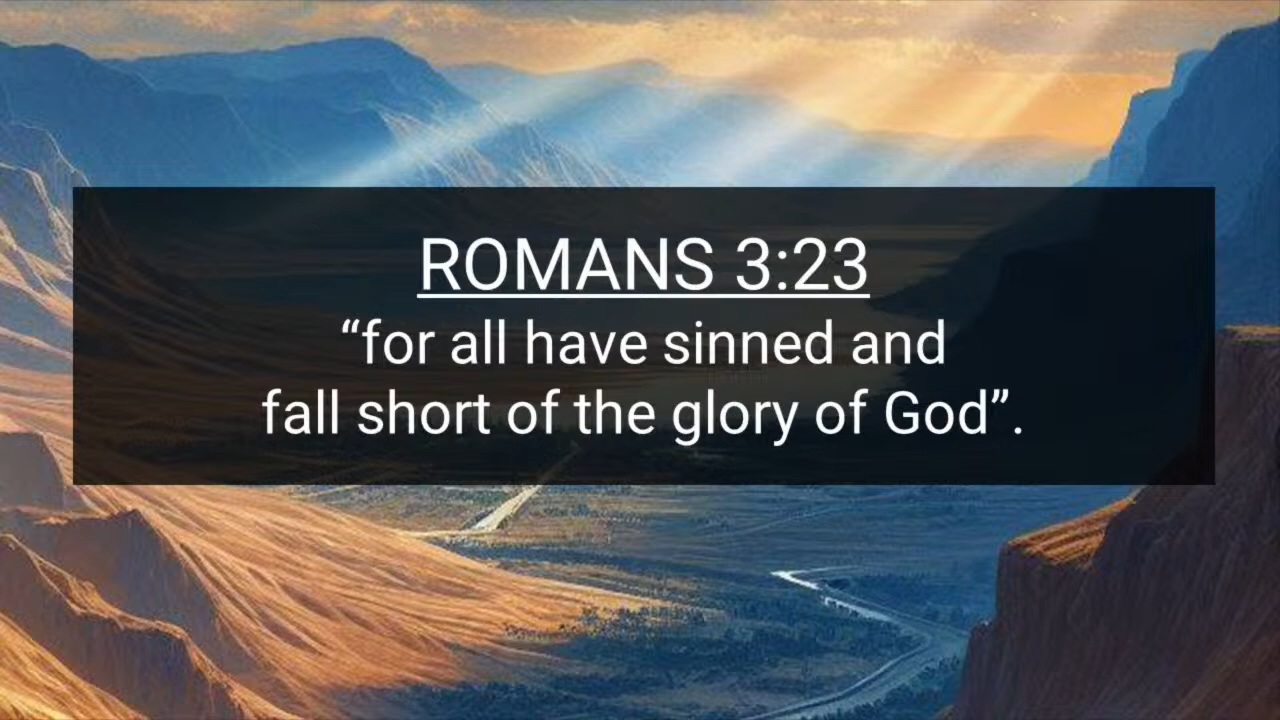 ROMANS 3:23
“for all have sinned and
fall short of the glory of God”.